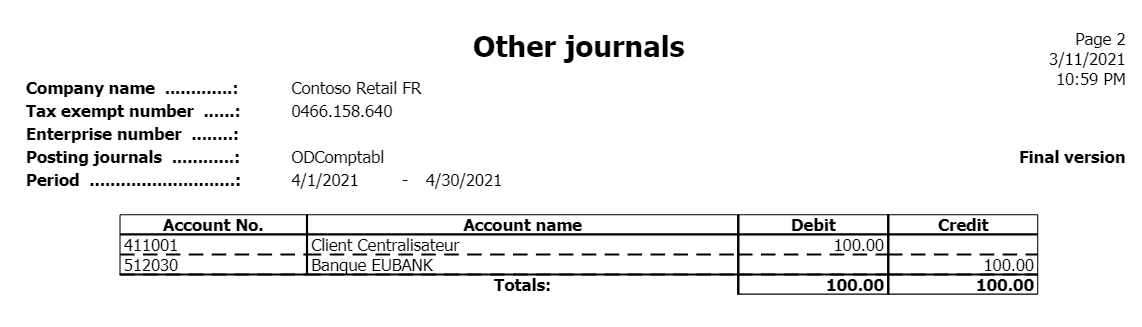 Other journals
Page 2
3/11/2021
10:59 PM
Company name .............: Contoso Retail FR
Tax exempt number ......: 0466.158.640
Enterprise number ........:
Posting journals ............: ODComptabl
Final version
Period ............................: 4/1/2021 - 4/30/2021
Account No. Account name Debit Credit
411001 Client Centralisateur 100.00
512030 Banque EUBANK 100.00
Totals: 100.00 100.00